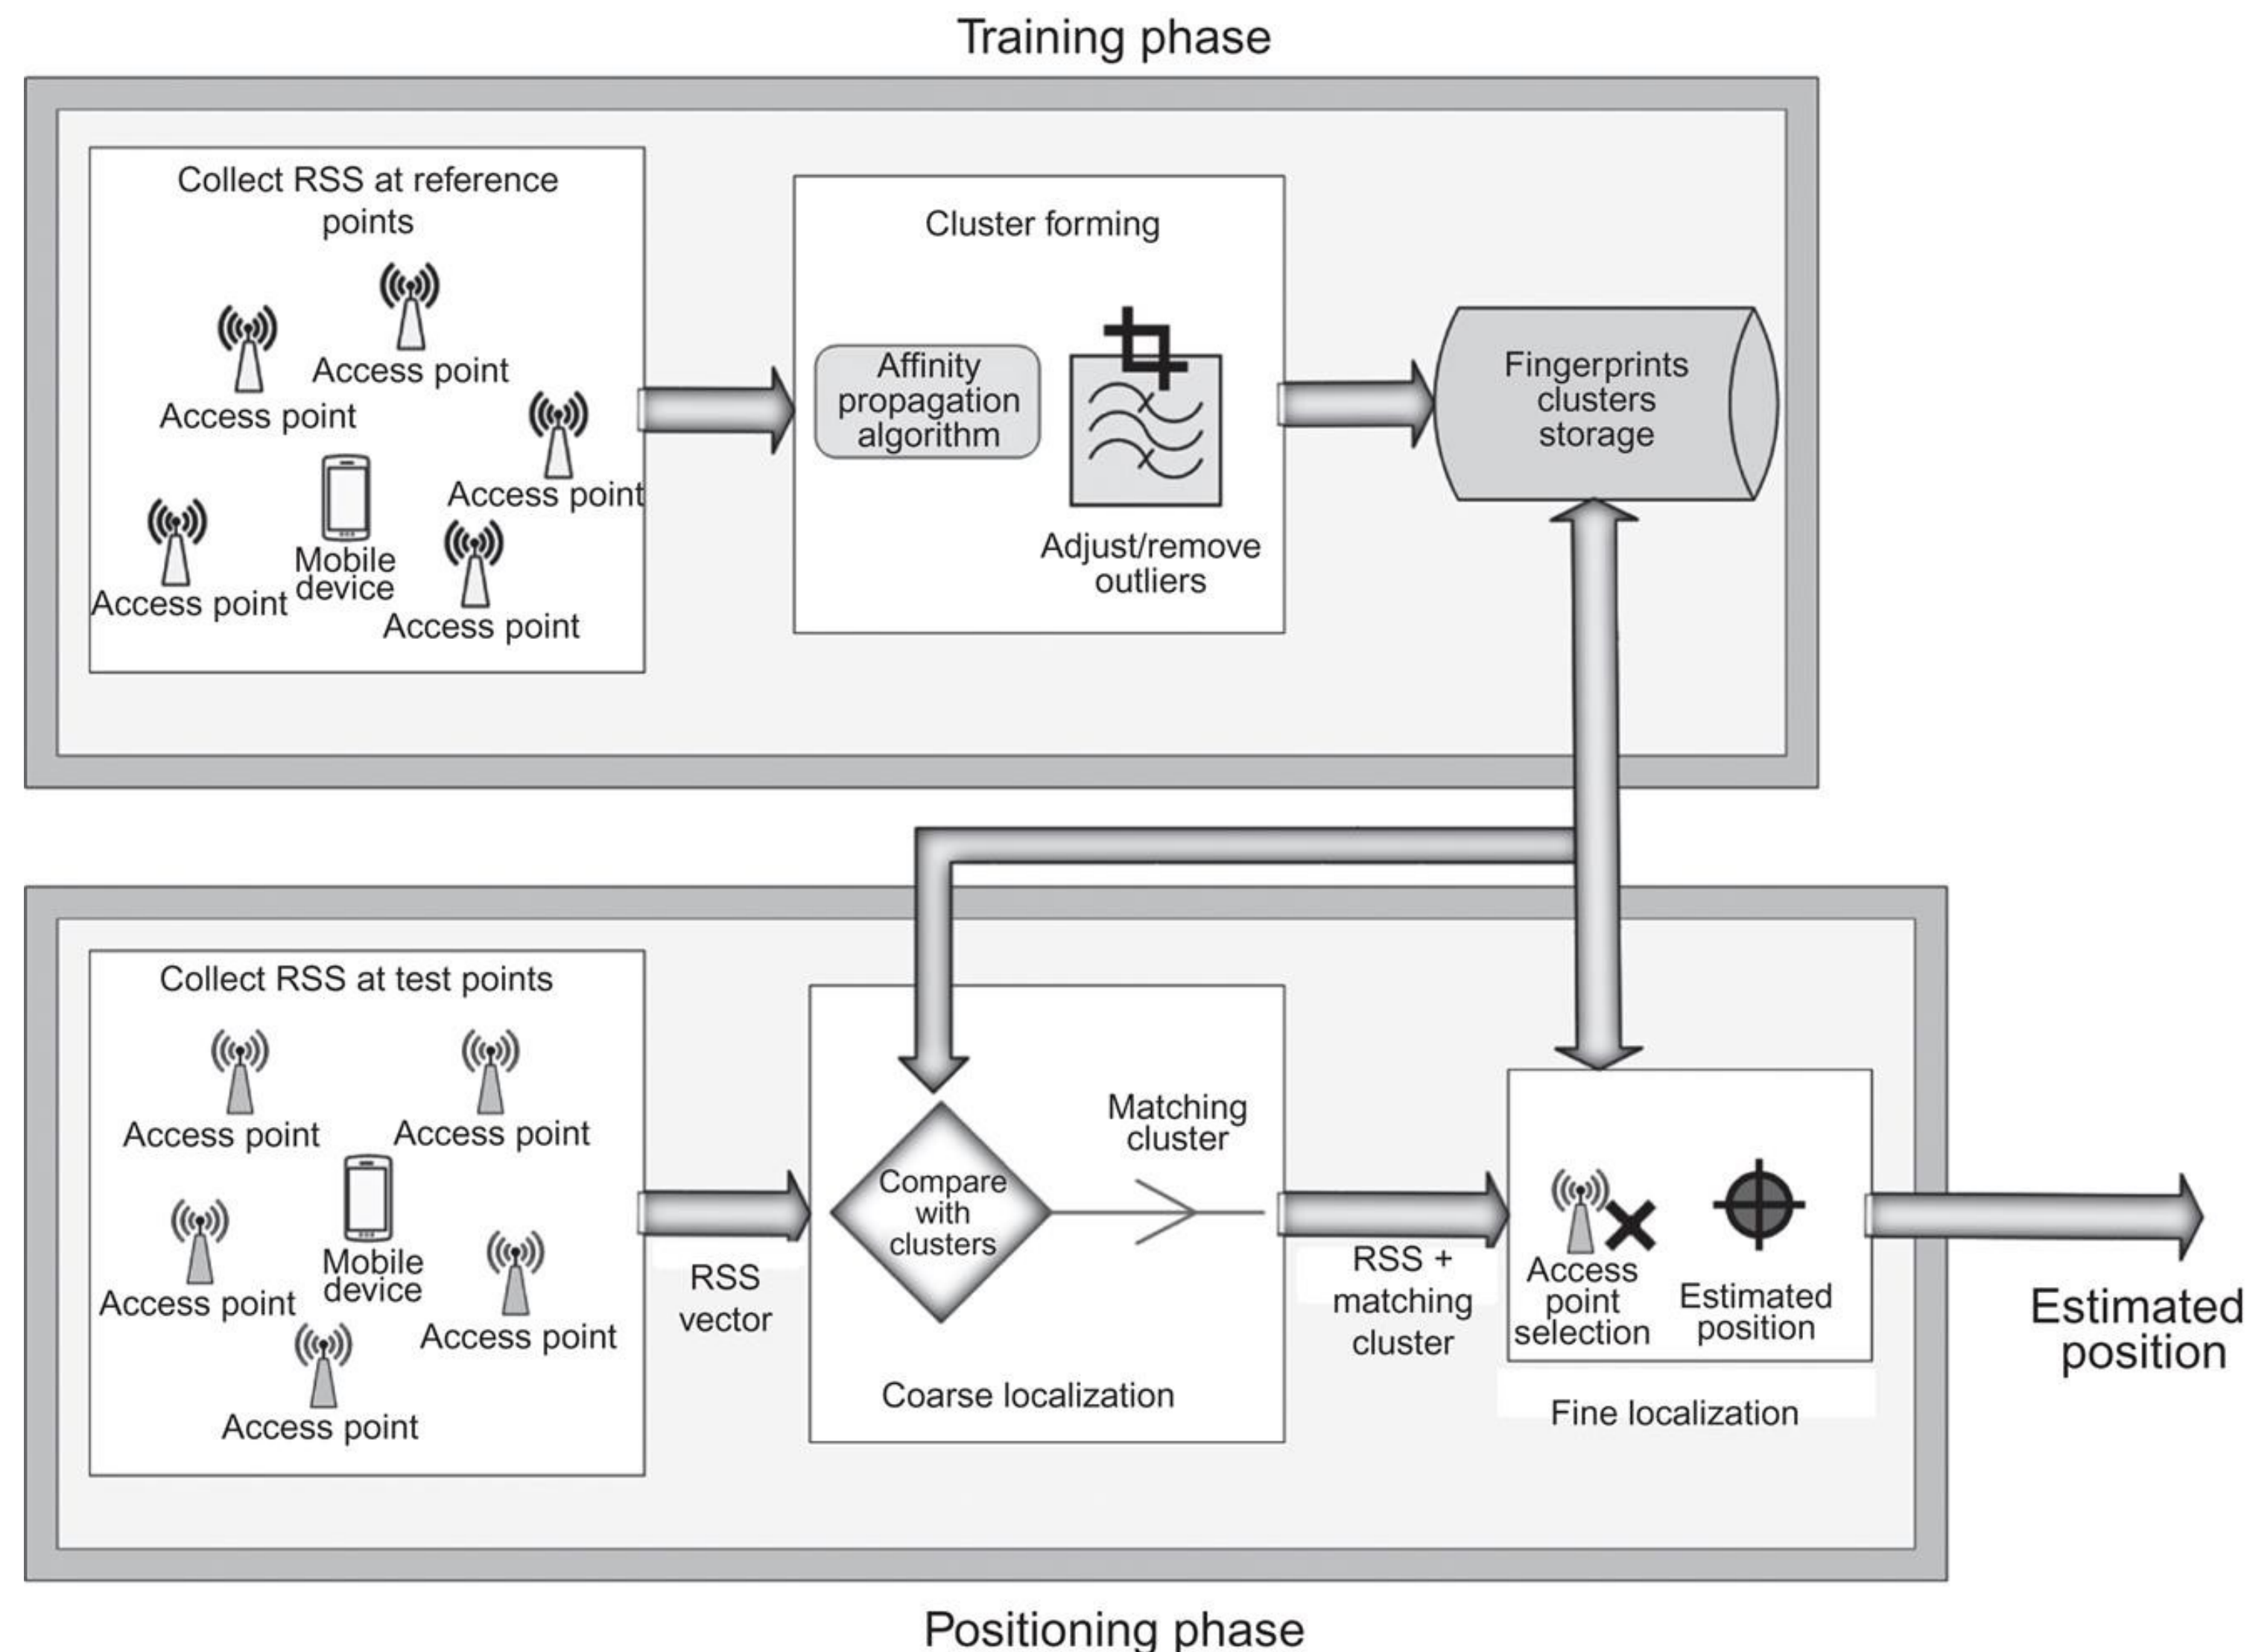 Training phase
Collect RSS at reference
points
Access point
Access point
Access point
Mobile
device
Access point
Access point
Cluster forming
Affinity
propagation
algorithm
Adjust/remove
outliers
Fingerprints
clusters
storage
Collect RSS at test points
Access point
Access point
Mobile
device
Access point
Access point
Access point
RSS
vector
Compare
with
clusters
Matching
cluster
Coarse localization
RSS +
matching
cluster
Access
point
selection
Estimated
position
Fine localization
Estimated
position
Positioning phase